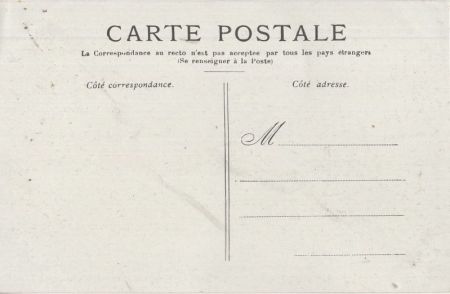 CARTE POSTALE
La Correspondance au recto n'est pas acceptée par tous les pays étrangers
(Se renseigner à la Poste)
Côté correspondance.
Côté adresse.
M